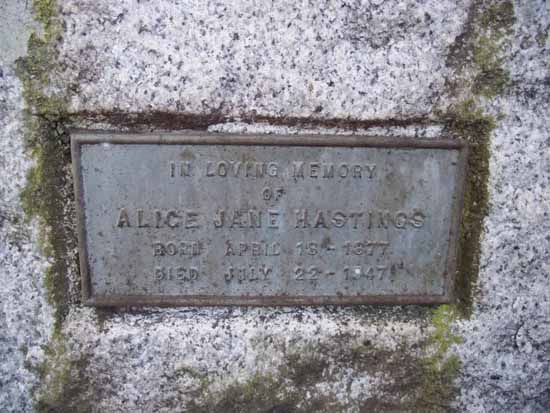 IN LOVING MEMORY
OF
ALICE JANE HASTINGS
BORN APRIL 18 - 1877
DIED JULY 22 - 1947